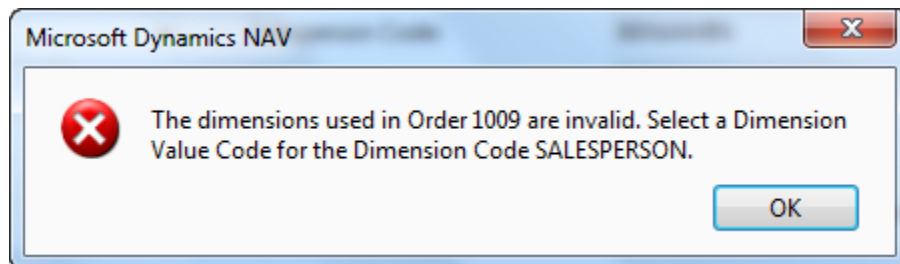 Microsoft Dynamics NAV
The dimensions used in Order 1009 are invalid. Select a Dimension
Value Code for the Dimension Code SALESPERSON.
OK